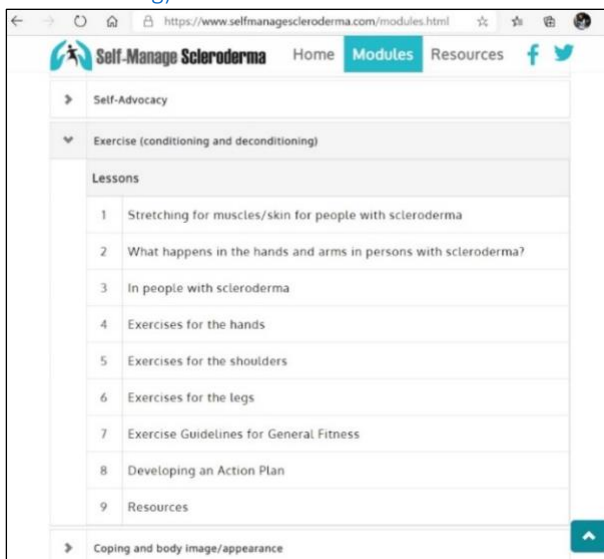 https://www.selfmanagescleroderma.com/modules.html
Self-Manage Scleroderma Home Modules Resources
Self-Advocacy
Exercise (conditioning and deconditioning)
Lessons
1 Stretching for muscles/skin for people with scleroderma
2 What happens in the hands and arms in persons with scleroderma?
3 In people with scleroderma
4 Exercises for the hands
5 Exercises for the shoulders
6 Exercises for the legs
7 Exercise Guidelines for General Fitness
8 Developing an Action Plan
9 Resources
Coping and body image/appearance